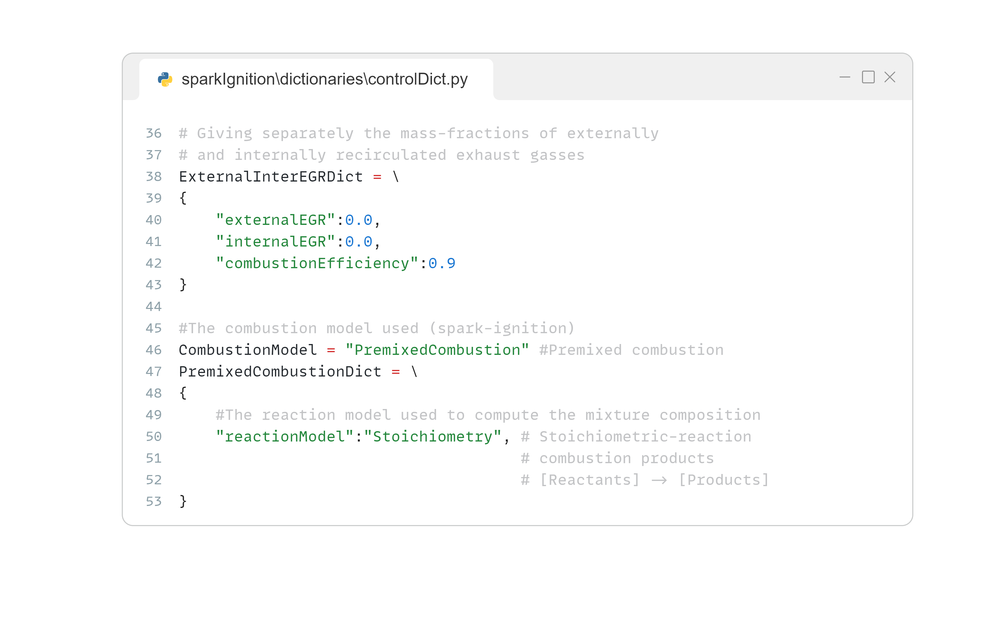 sparkIgnition\dictionaries\controlDict.py
36 # Giving separately the mass-fractions of externally
37 # and internally recirculated exhaust gasses
38 ExternalInterEGRDict = \
39 {
40     "externalEGR":0.0,
41     "internalEGR":0.0,
42     "combustionEfficiency":0.9
43 }
44
45 #The combustion model used (spark-ignition)
46 CombustionModel = "PremixedCombustion" #Premixed combustion
47 PremixedCombustionDict = \
48 {
49     #The reaction model used to compute the mixture composition
50     "reactionModel":"Stoichiometry", # Stoichiometric-reaction
51                                      # combustion products
52                                      # [Reactants] -> [Products]
53 }